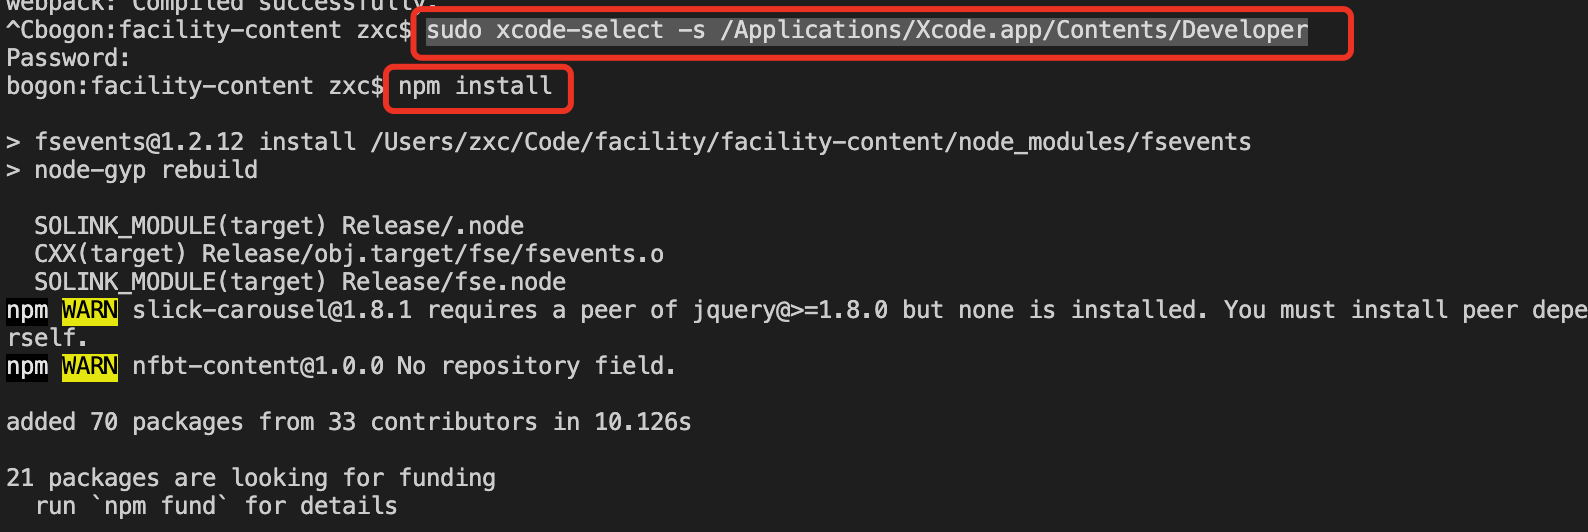 webpack: Compiled successfully.
^Cbogon:facility-content zxc$ sudo xcode-select -s /Applications/Xcode.app/Contents/Developer
Password:
bogon:facility-content zxc$ npm install
> fsevents@1.2.12 install /Users/zxc/Code/facility/facility-content/node_modules/fsevents
> node-gyp rebuild
SOLINK_MODULE(target) Release/.node
CXX(target) Release/obj.target/fse/fsevents.o
SOLINK_MODULE(target) Release/fse.node
npm WARN slick-carousel@1.8.1 requires a peer of jquery@>=1.8.0 but none is installed. You must install peer depe
rself.
npm WARN nfbt-content@1.0.0 No repository field.
added 70 packages from 33 contributors in 10.126s
21 packages are looking for funding
run `npm fund` for details